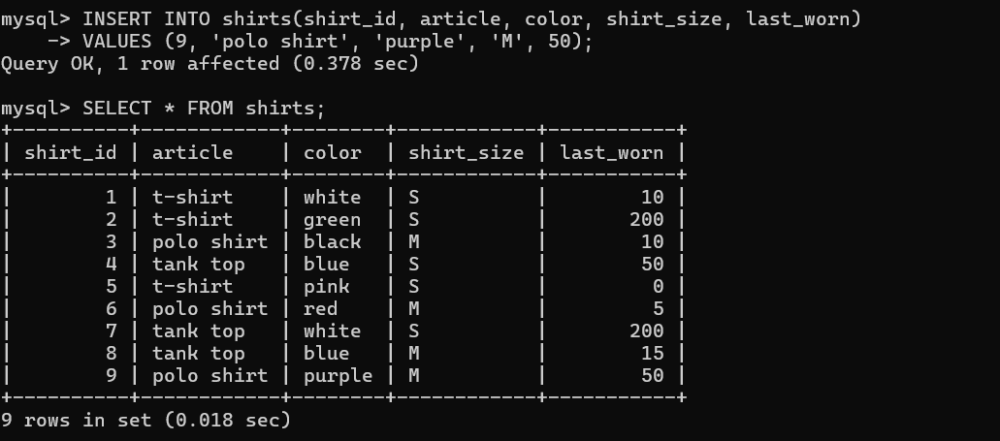 mysql> INSERT INTO shirts(shirt_id, article, color, shirt_size, last_worn)
    -> VALUES (9, 'polo shirt', 'purple', 'M', 50);
Query OK, 1 row affected (0.378 sec)

mysql> SELECT * FROM shirts;
+----------+------------+--------+------------+-----------+
| shirt_id | article    | color  | shirt_size | last_worn |
+----------+------------+--------+------------+-----------+
|        1 | t-shirt    | white  | S          |        10 |
|        2 | t-shirt    | green  | S          |       200 |
|        3 | polo shirt | black  | M          |        10 |
|        4 | tank top   | blue   | S          |        50 |
|        5 | t-shirt    | pink   | S          |         0 |
|        6 | polo shirt | red    | M          |         5 |
|        7 | tank top   | white  | S          |       200 |
|        8 | tank top   | blue   | M          |        15 |
|        9 | polo shirt | purple | M          |        50 |
+----------+------------+--------+------------+-----------+
9 rows in set (0.018 sec)